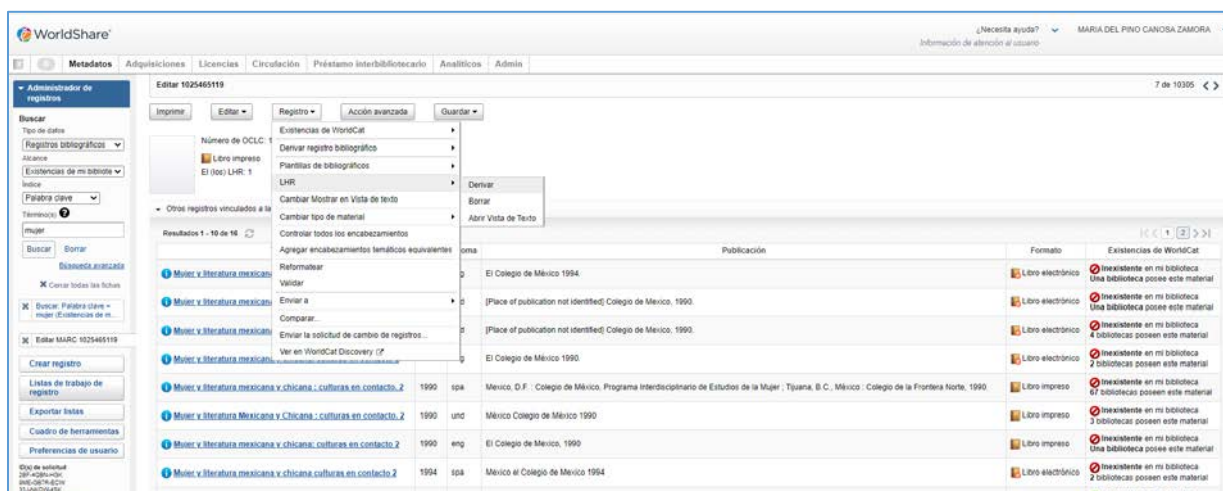 WorldShare®
¿Necesita ayuda?
MARIA DEL PINO CANOSA ZAMORA
Información de atención al usuario
Metadatos Adquisiciones Licencias Circulación Préstamo interbibliotecario Analíticos Admin
Administrador de registros
Buscar
Tipo de datos
Registros bibliográficos
Alcance
Existencias de mi bibliote
Índice
Palabra clave
Término(s)
mujer
Buscar Borrar
Búsqueda avanzada
Cerrar todas las fichas
Buscar: Palabra clave =
mujer (Existencias de m...
Editar MARC 1025465119
Crear registro
Listas de trabajo de
registro
Exportar listas
Cuadro de herramientas
Preferencias de usuario
ID(s) de solicitud
Editar 1025465119
7 de 10305
Imprimir Editar Registro Acción avanzada Guardar
Número de OCLC: 1
Libro impreso
El (los) LHR: 1
Otros registros vinculados a la
Resultados 1 - 10 de 16
1 2
Existencias de WorldCat
Derivar registro bibliográfico
Plantillas de bibliográficos
LHR
Cambiar Mostrar en Vista de texto
Cambiar tipo de material
Controlar todos los encabezamientos
Agregar encabezamientos temáticos equivalentes
Reformatear
Validar
Enviar a
Comparar...
Enviar la solicitud de cambio de registros...
Ver en WorldCat Discovery
Derivar
Borrar
Abrir Vista de Texto
oma Publicación Formato Existencias de WorldCat
Mujer y literatura mexicana El Colegio de México 1994. Libro electrónico Inexistente en mi biblioteca
Una biblioteca posee este material
Mujer y literatura mexicana [Place of publication not identified] Colegio de Mexico, 1990. Libro electrónico Inexistente en mi biblioteca
Una biblioteca posee este material
Mujer y literatura mexicana [Place of publication not identified] Colegio de Mexico, 1990. Libro electrónico Inexistente en mi biblioteca
4 bibliotecas poseen este material
Mujer y literatura mexicana El Colegio de México 1990. Libro electrónico Inexistente en mi biblioteca
2 bibliotecas poseen este material
Mujer y literatura mexicana y chicana : culturas en contacto, 2 1990 spa Mexico, D.F. : Colegio de México, Programa Interdisciplinario de Estudios de la Mujer ; Tijuana, B.C., México : Colegio de la Frontera Norte, 1990. Libro impreso Inexistente en mi biblioteca
67 bibliotecas poseen este material
Mujer y literatura Mexicana y Chicana : culturas en contacto, 2 1990 und México Colegio de México 1990 Libro impreso Inexistente en mi biblioteca
3 bibliotecas poseen este material
Mujer y literatura mexicana y chicana: culturas en contacto 2 1990 eng El Colegio de México, 1990 Libro impreso Inexistente en mi biblioteca
Una biblioteca posee este material
Mujer y literatura mexicana y chicana culturas en contacto 2 1994 spa México el Colegio de Mexico 1994 Libro electrónico Inexistente en mi biblioteca
2 bibliotecas poseen este material